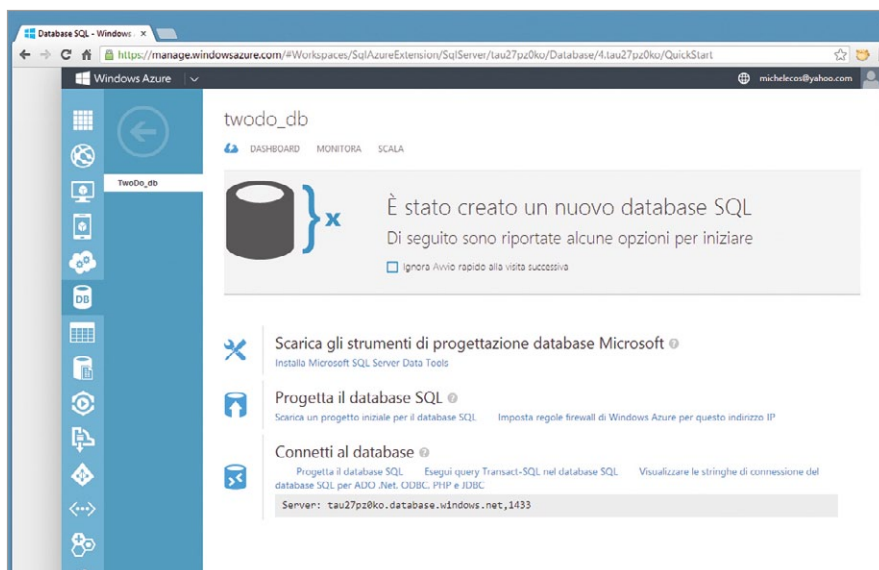 Database SQL - Windows
https://manage.windowsazure.com/#Workspaces/SqlAzureExtension/SqlServer/tau27pz0ko/Database/4.tau27pz0ko/QuickStart
Windows Azure
michelecos@yahoo.com
twodo_db
DASHBOARD MONITORA SCALA
TwoDo_db
x
È stato creato un nuovo database SQL
Di seguito sono riportate alcune opzioni per iniziare
Ignora Avvio rapido alla visita successiva
DB
Scarica gli strumenti di progettazione database Microsoft ?
Installa Microsoft SQL Server Data Tools
Progetta il database SQL ?
Scarica un progetto iniziale per il database SQL Imposta regole firewall di Windows Azure per questo indirizzo IP
Connetti al database ?
Progetta il database SQL Esegui query Transact-SQL nel database SQL Visualizzare le stringhe di connessione del
database SQL per ADO .Net, ODBC, PHP e JDBC
Server: tau27pz0ko.database.windows.net,1433